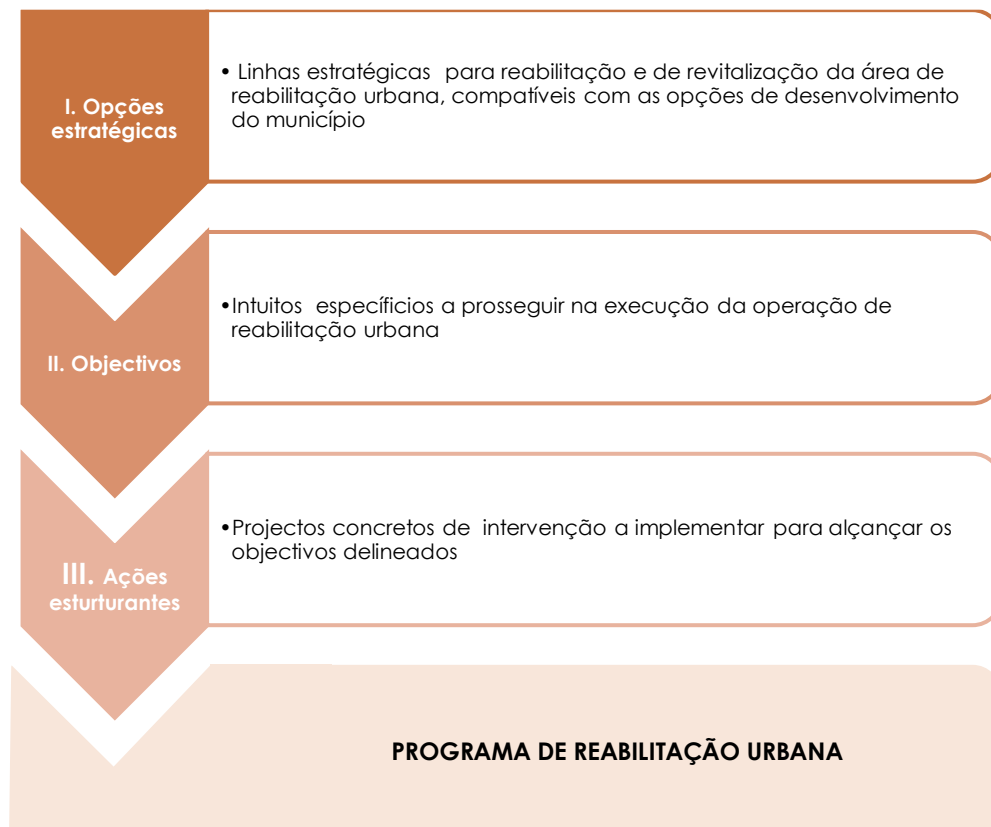 I. Opções
estratégicas
• Linhas estratégicas para reabilitação e de revitalização da área de
reabilitação urbana, compatíveis com as opções de desenvolvimento
do município
II. Objectivos
•Intuitos específicios a prosseguir na execução da operação de
reabilitação urbana
III. Ações
esturturantes
•Projectos concretos de intervenção a implementar para alçançar os
objectivos delineados
PROGRAMA DE REABILITAÇÃO URBANA